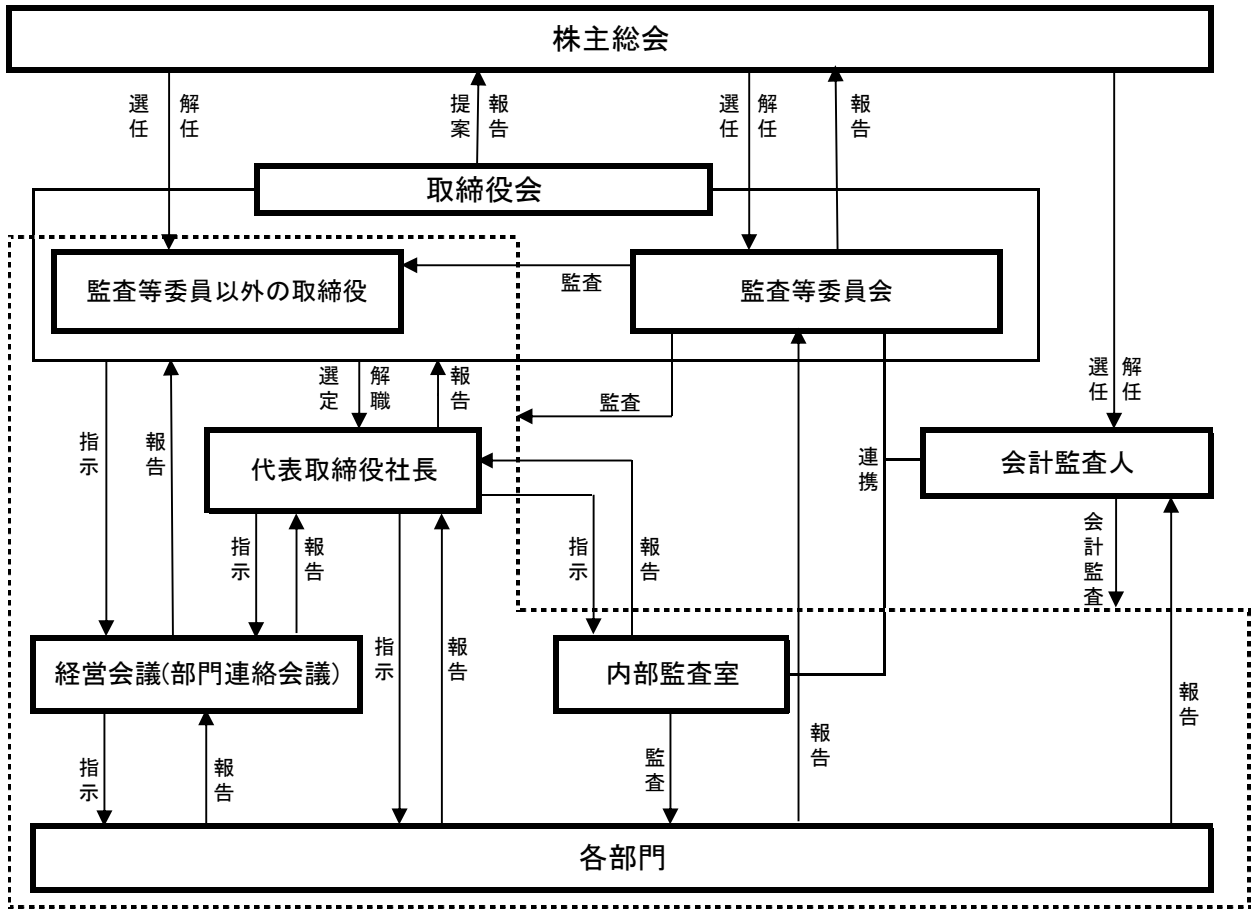 株主総会
選任
解任
提案
報告
選任
解任
報告
取締役会
監査等委員以外の取締役
監査
監査等委員会
選定
解職
報告
監査
選任
解任
指示
報告
代表取締役社長
連携
会計監査人
指示
報告
指示
報告
会計監査
経営会議(部門連絡会議)
指示
報告
内部監査室
報告
指示
報告
監査
報告
各部門